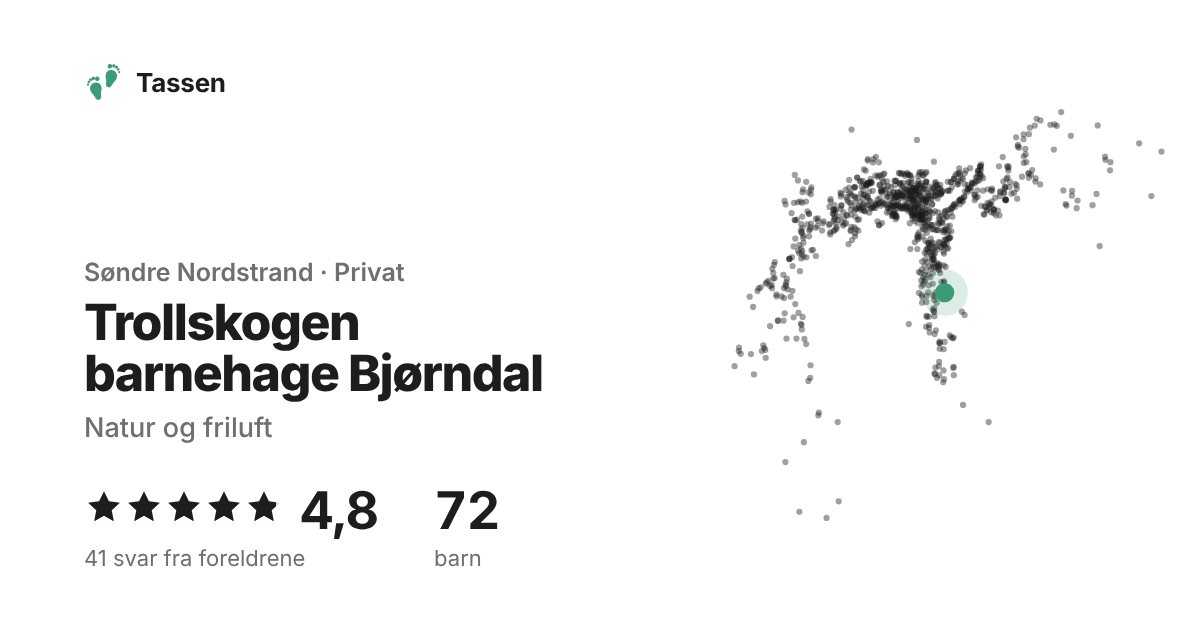 Tassen
Søndre Nordstrand · Privat
Trollskogen
barnehage Bjørndal
Natur og friluft
4,8
41 svar fra foreldrene
72
barn